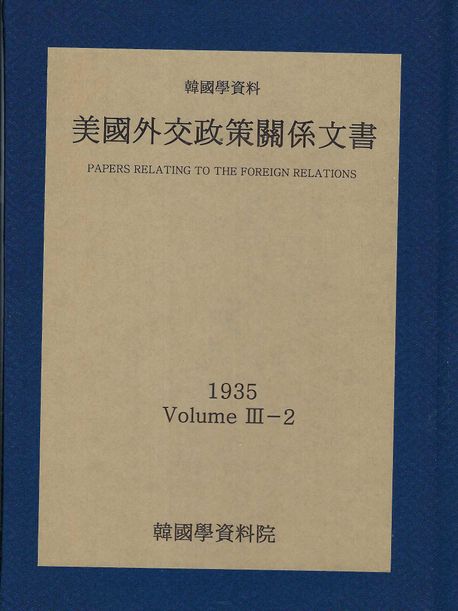 韓國學資料
美國外交政策關係文書
PAPERS RELATING TO THE FOREIGN RELATIONS
1935
Volume Ⅲ－2
韓國學資料院